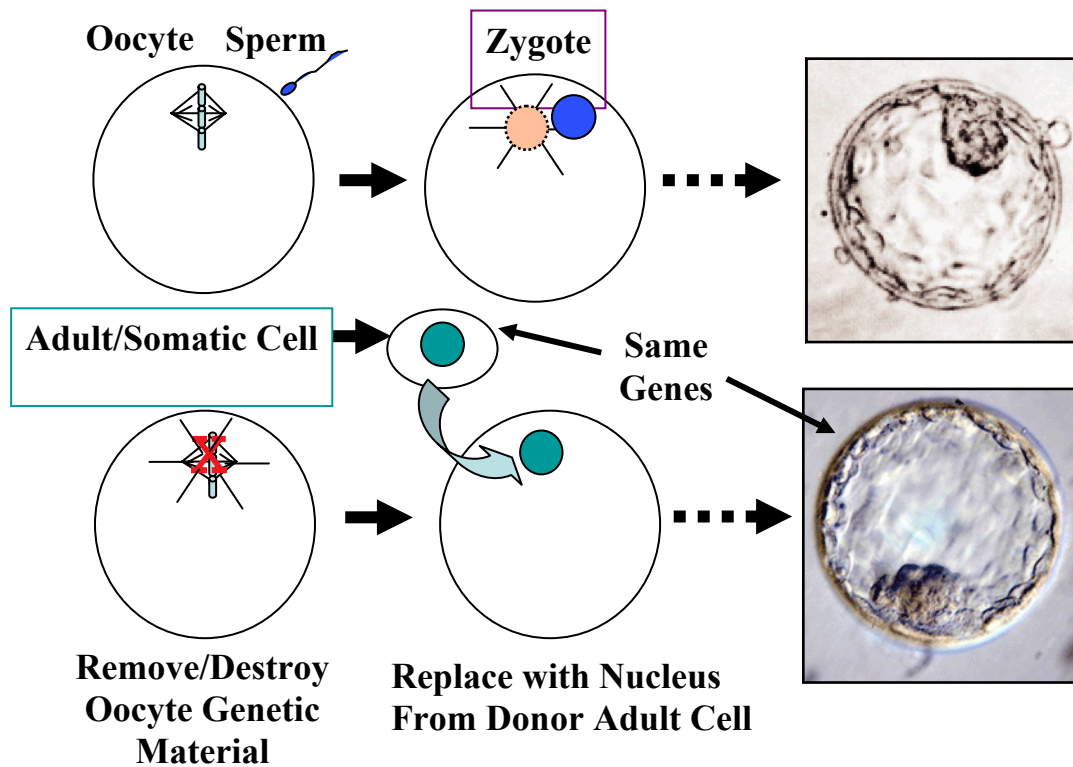 Oocyte Sperm
Zygote
Adult/Somatic Cell
Same
Genes
X
Remove/Destroy
Oocyte Genetic
Material
Replace with Nucleus
From Donor Adult Cell